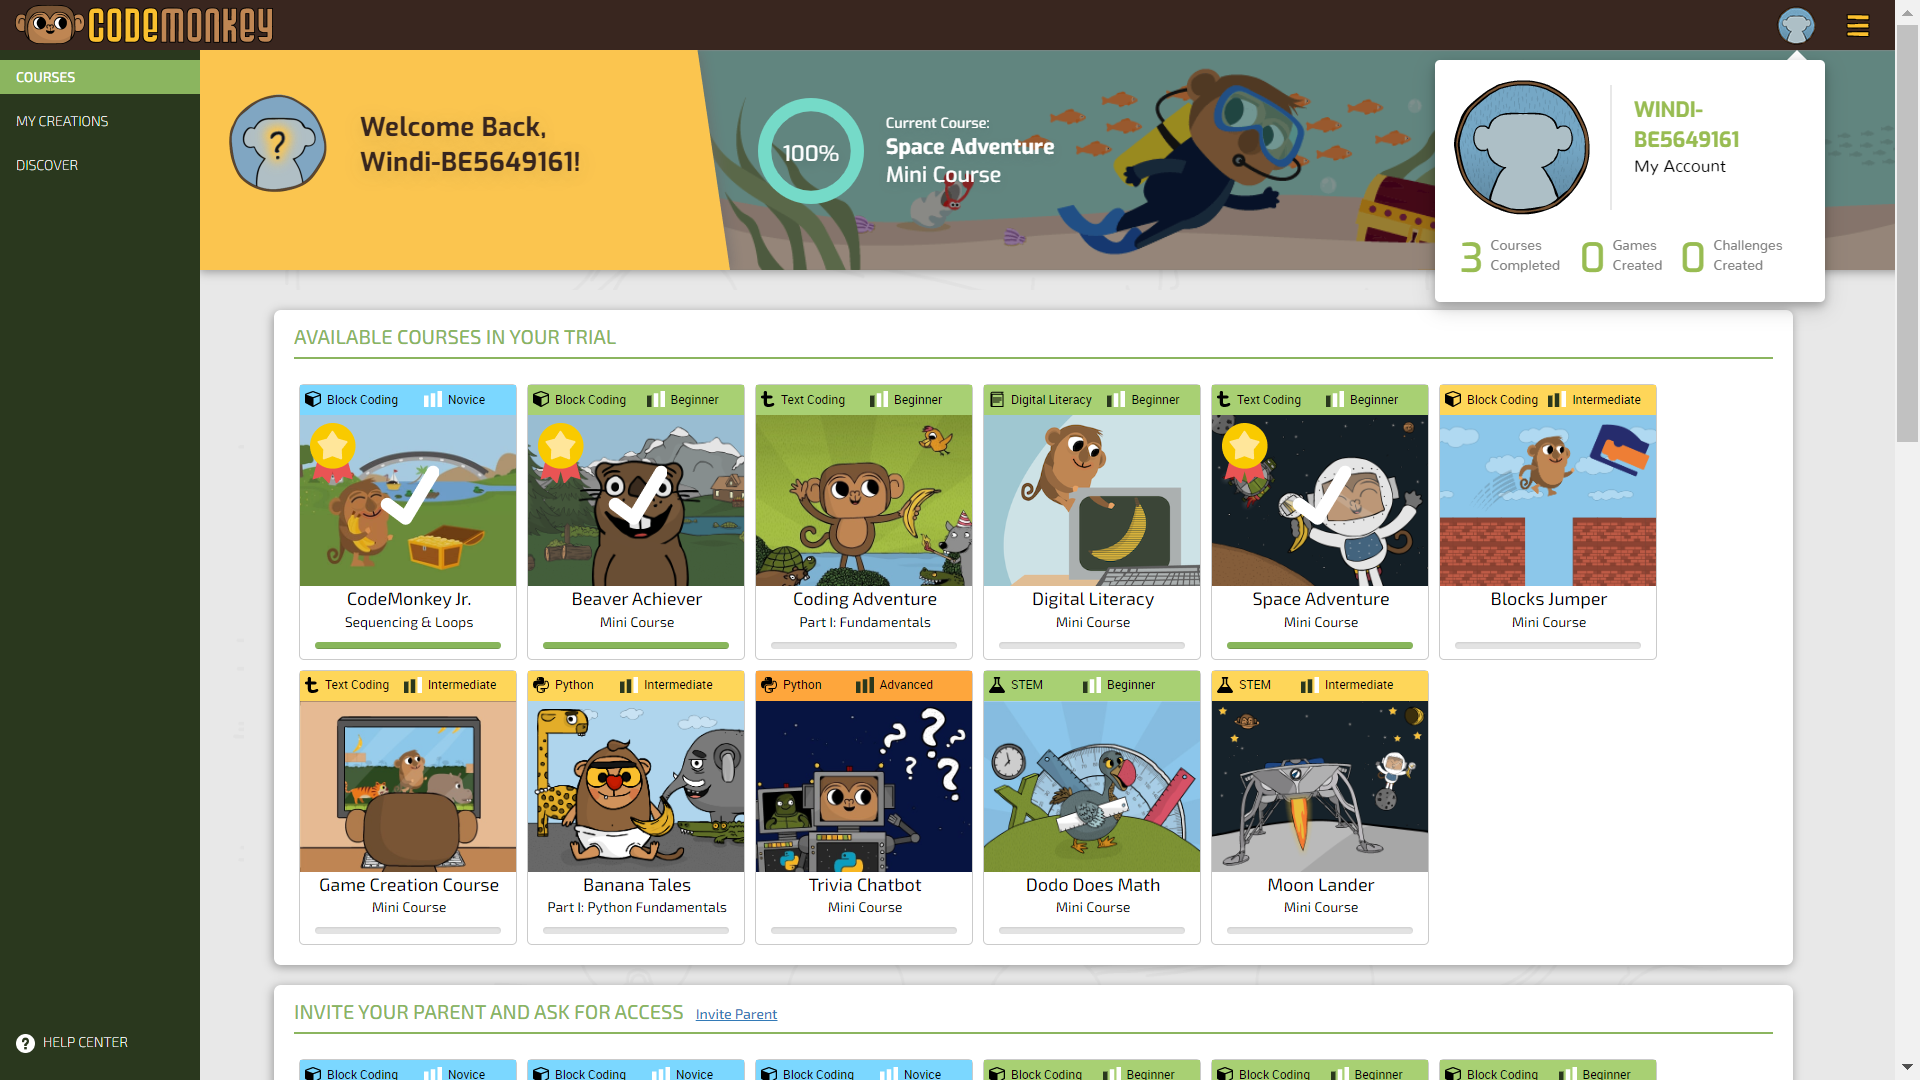 CODEMONKEY
COURSES
MY CREATIONS
DISCOVER
HELP CENTER
?
Welcome Back,
Windi-BE5649161!
100%
Current Course:
Space Adventure
Mini Course
WINDI-
BE5649161
My Account
3 Courses Completed
0 Games Created
0 Challenges Created
AVAILABLE COURSES IN YOUR TRIAL
Block Coding Novice
CodeMonkey Jr.
Sequencing & Loops
Block Coding Beginner
Beaver Achiever
Mini Course
Text Coding Beginner
Coding Adventure
Part I: Fundamentals
Digital Literacy Beginner
Digital Literacy
Mini Course
Text Coding Beginner
Space Adventure
Mini Course
Block Coding Intermediate
Blocks Jumper
Mini Course
Text Coding Intermediate
Game Creation Course
Mini Course
Python Intermediate
Banana Tales
Part I: Python Fundamentals
Python Advanced
? ? ? ? ?
Trivia Chatbot
Mini Course
STEM Beginner
Dodo Does Math
Mini Course
STEM Intermediate
Moon Lander
Mini Course
INVITE YOUR PARENT AND ASK FOR ACCESS Invite Parent
Block Coding Novice
Block Coding Novice
Block Coding Novice
Block Coding Beginner
Block Coding Beginner
Block Coding Beginner